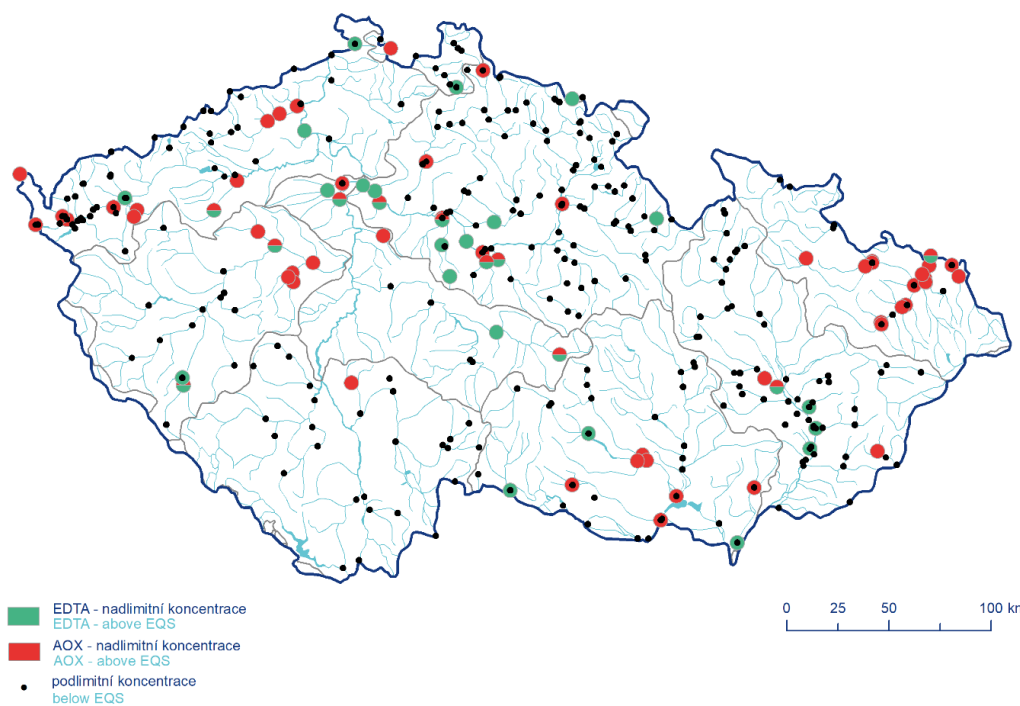 EDTA - nadlimitní koncentrace
EDTA - above EQS
AOX - nadlimitní koncentrace
AOX - above EQS
podlimitní koncentrace
below EQS
0 25 50 100 kr